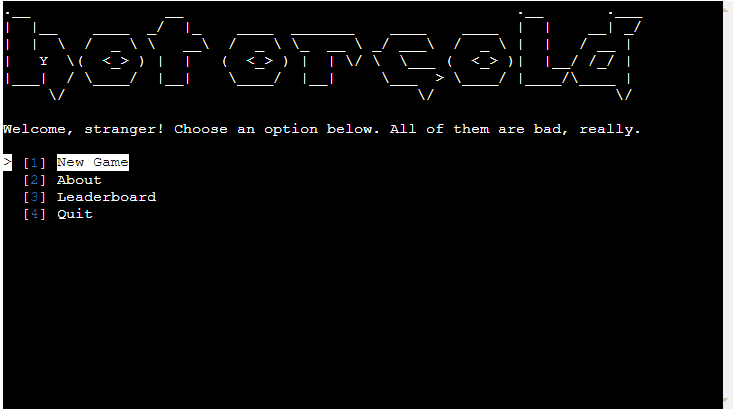 hotorcold
Welcome, stranger! Choose an option below. All of them are bad, really.
> [1] New Game
[2] About
[3] Leaderboard
[4] Quit